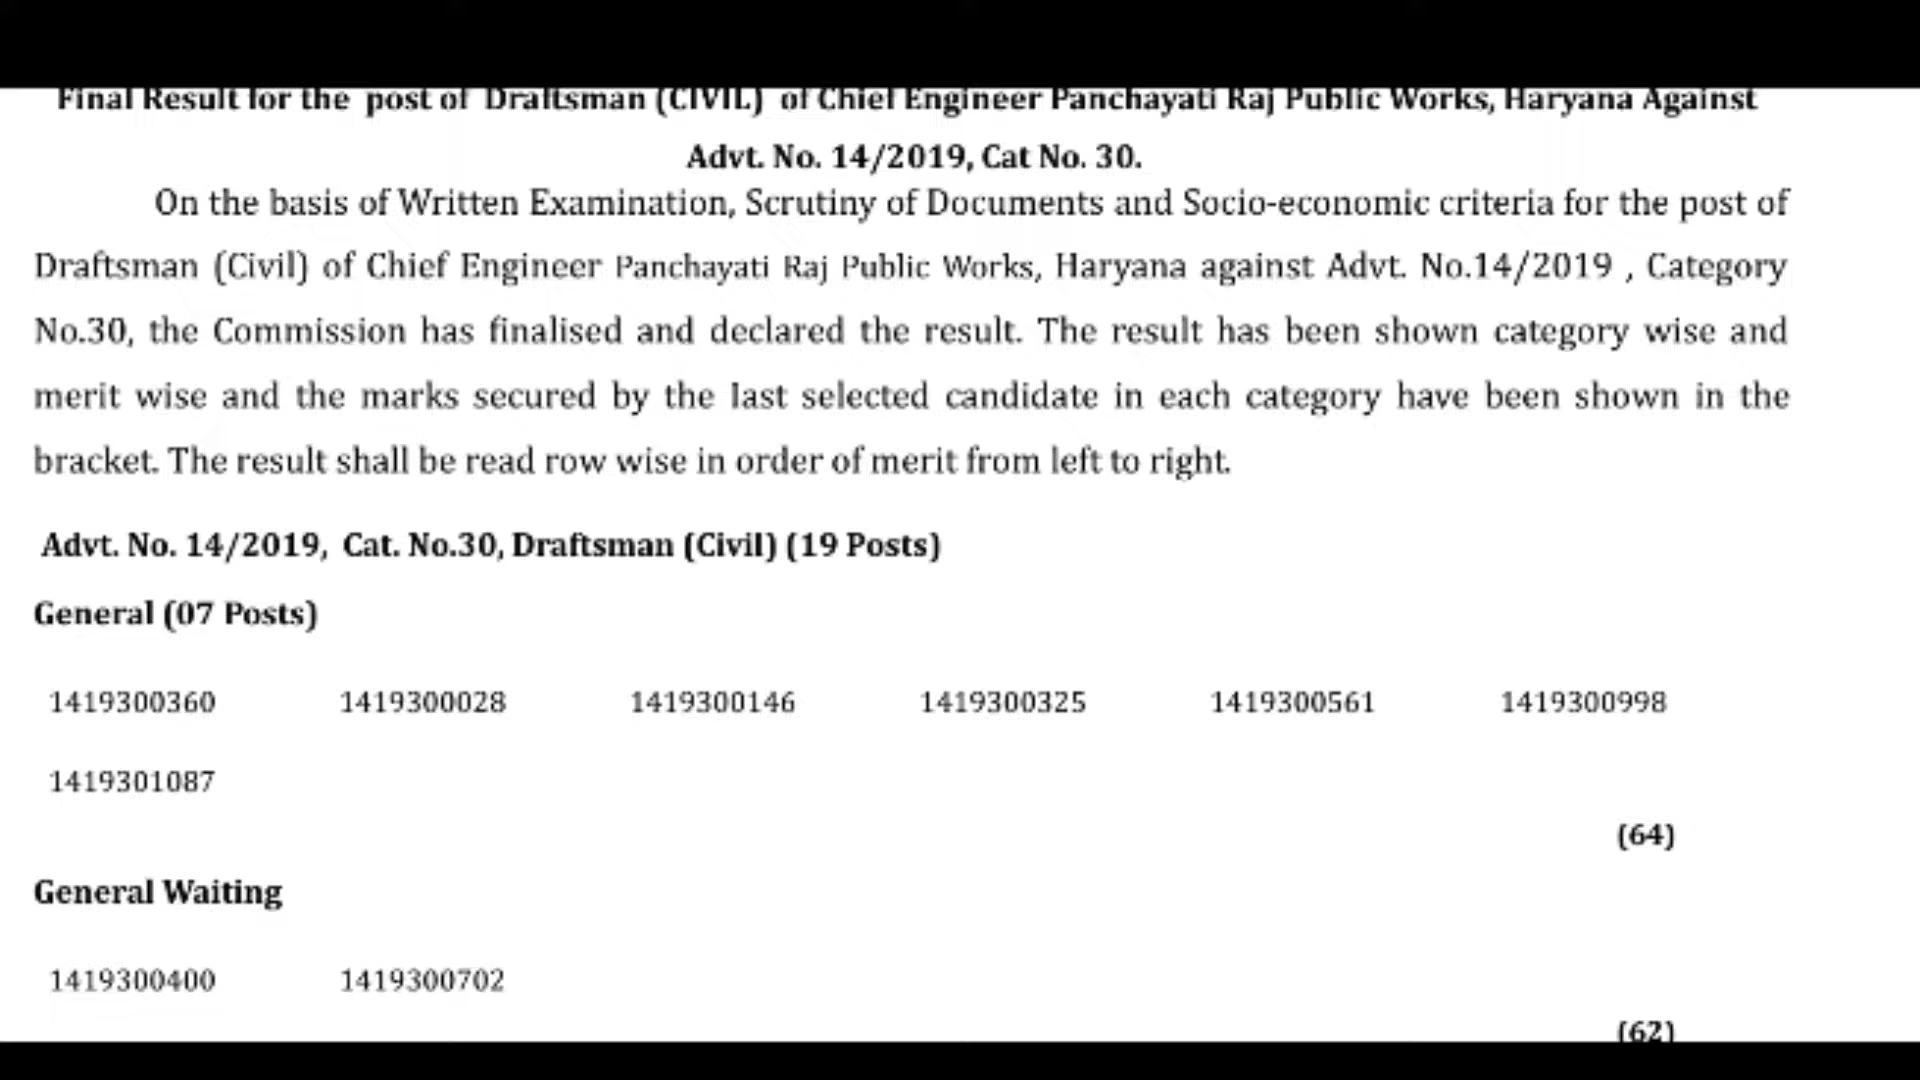 Final Result for the post of Draftsman (CIVIL) of Chief Engineer Panchayati Raj Public Works, Haryana Against
Advt. No. 14/2019, Cat No. 30.
On the basis of Written Examination, Scrutiny of Documents and Socio-economic criteria for the post of
Draftsman (Civil) of Chief Engineer Panchayati Raj Public Works, Haryana against Advt. No.14/2019 , Category
No.30, the Commission has finalised and declared the result. The result has been shown category wise and
merit wise and the marks secured by the last selected candidate in each category have been shown in the
bracket. The result shall be read row wise in order of merit from left to right.
Advt. No. 14/2019, Cat. No.30, Draftsman (Civil) (19 Posts)
General (07 Posts)
1419300360 1419300028 1419300146 1419300325 1419300561 1419300998
1419301087
(64)
General Waiting
1419300400 1419300702
(62)